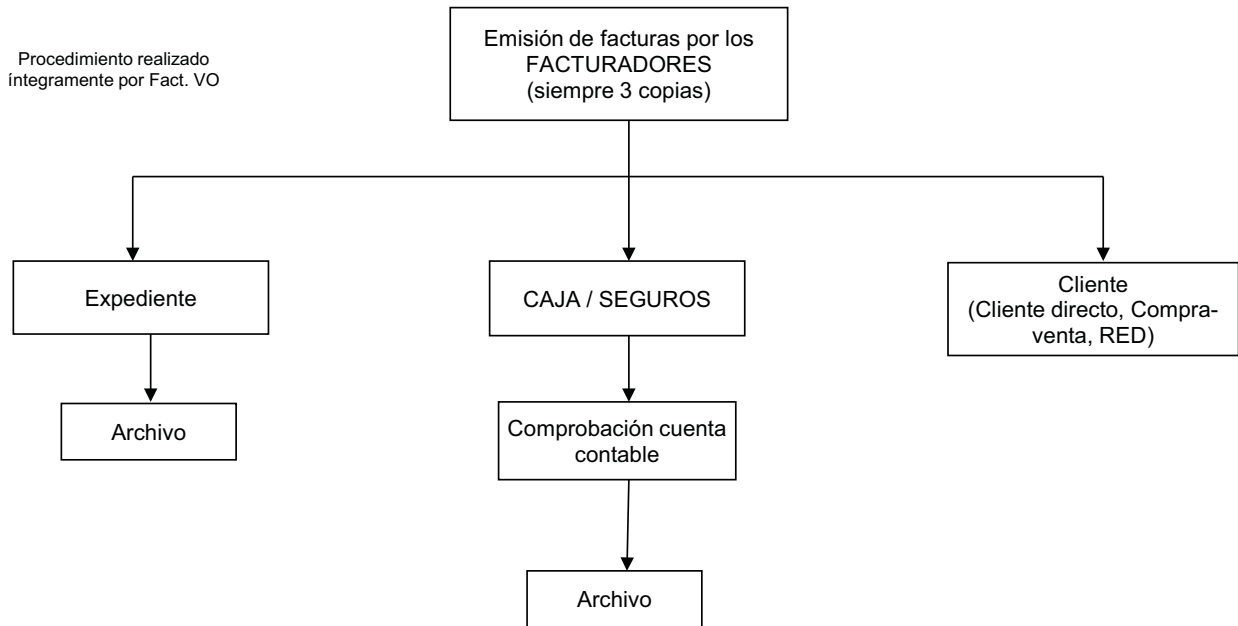 Procedimiento realizado
íntegramente por Fact. VO
Emisión de facturas por los
FACTURADORES
(siempre 3 copias)
Expediente
CAJA / SEGUROS
Cliente
(Cliente directo, Compra-
venta, RED)
Archivo
Comprobación cuenta
contable
Archivo